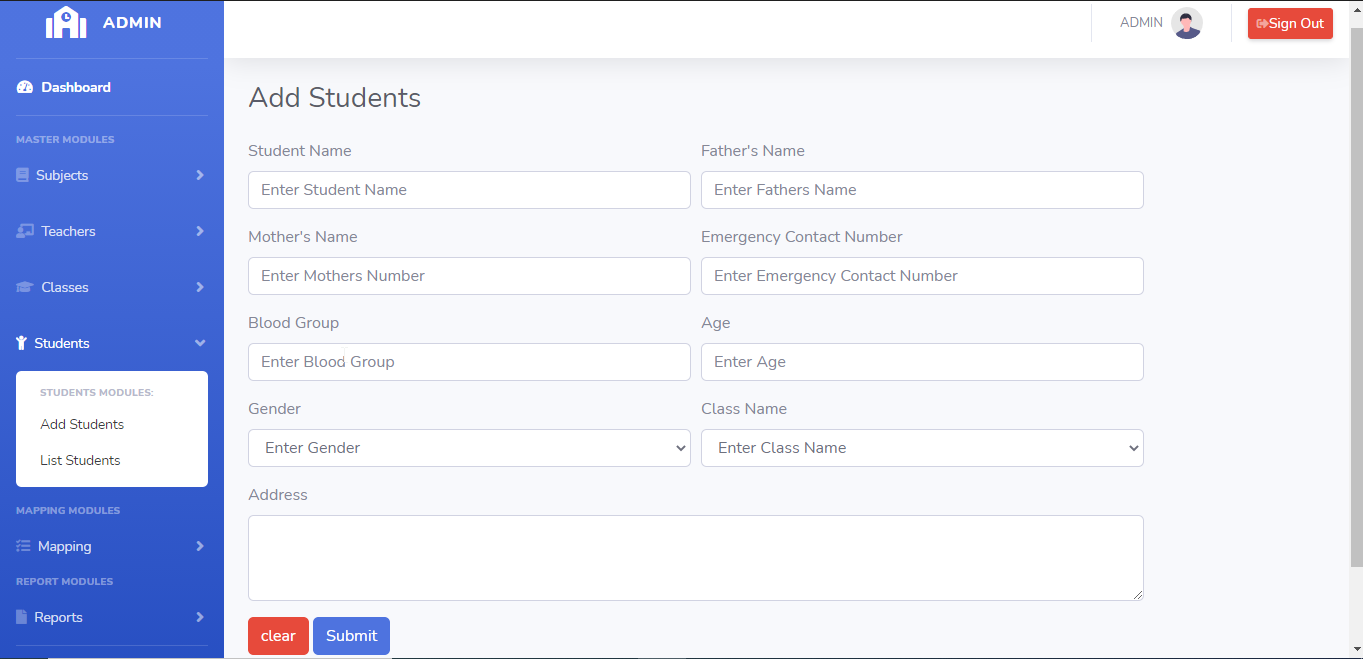 ADMIN
Dashboard
MASTER MODULES
Subjects
Teachers
Classes
Students
STUDENTS MODULES:
Add Students
List Students
MAPPING MODULES
Mapping
REPORT MODULES
Reports
ADMIN
Sign Out
Add Students
Student Name Father's Name
Enter Student Name Enter Fathers Name
Mother's Name Emergency Contact Number
Enter Mothers Number Enter Emergency Contact Number
Blood Group Age
Enter Blood Group Enter Age
Gender Class Name
Enter Gender Enter Class Name
Address
clear Submit